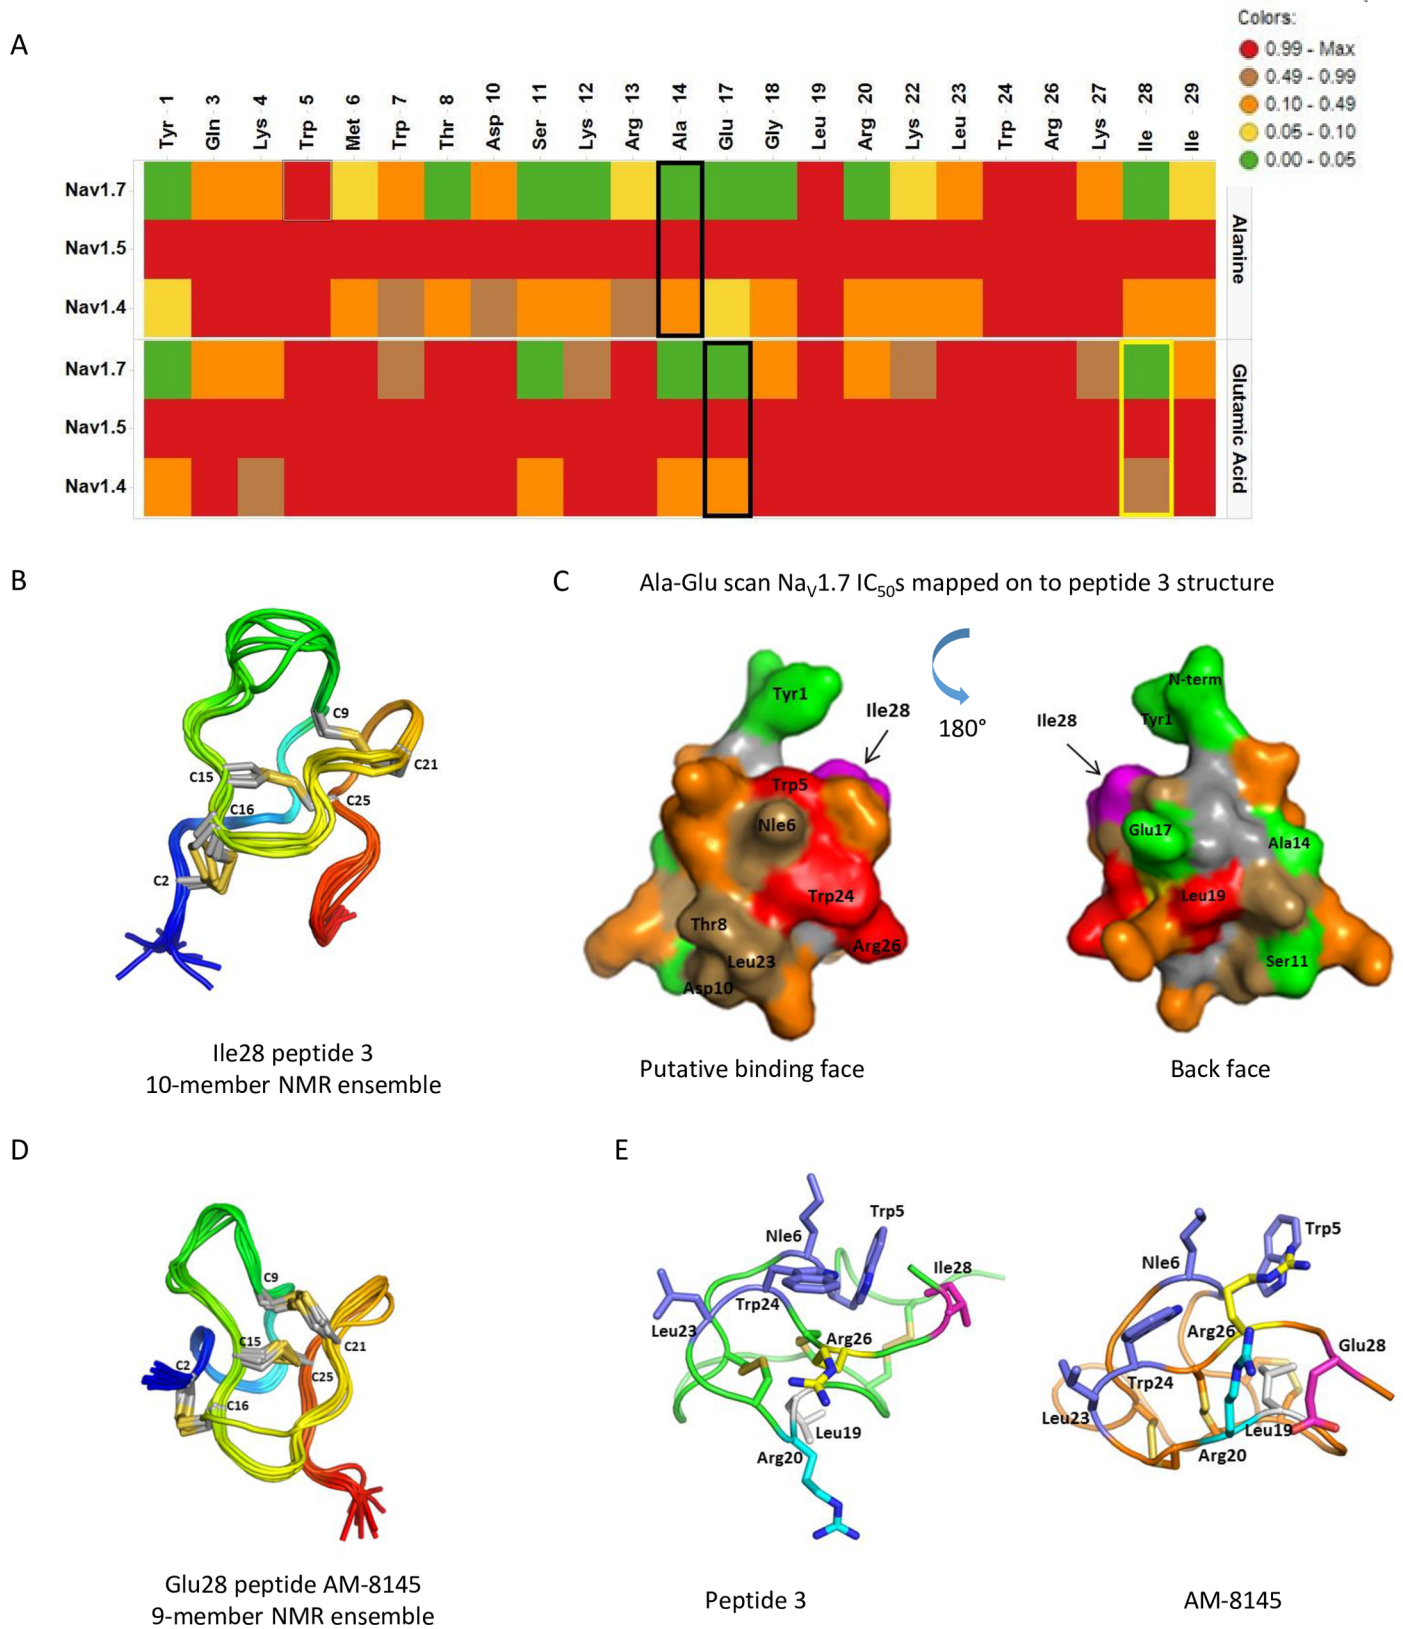 A
Colors:
0.99 - Max
0.49 - 0.99
0.10 - 0.49
0.05 - 0.10
0.00 - 0.05
Tyr 1
Gln 3
Lys 4
Trp 5
Met 6
Trp 7
Thr 8
Asp 10
Ser 11
Lys 12
Arg 13
Ala 14
Glu 17
Gly 18
Leu 19
Arg 20
Lys 22
Leu 23
Trp 24
Arg 26
Lys 27
Ile 28
Ile 29
Nav1.7
Nav1.5
Nav1.4
Alanine
Nav1.7
Nav1.5
Nav1.4
Glutamic Acid
B
C9
C21
C15
C25
C16
C2
Ile28 peptide 3
10-member NMR ensemble
C
Ala-Glu scan NaV1.7 IC50s mapped on to peptide 3 structure
Tyr1
Ile28
Trp5
Nle6
Trp24
Thr8
Leu23
Arg26
Asp10
Putative binding face
180°
N-term
Tyr1
Ile28
Glu17
Ala14
Leu19
Ser11
Back face
D
C9
C15
C21
C2
C25
C16
Glu28 peptide AM-8145
9-member NMR ensemble
E
Trp5
Nle6
Ile28
Trp24
Leu23
Arg26
Leu19
Arg20
Peptide 3
Trp5
Nle6
Arg26
Glu28
Trp24
Leu23
Leu19
Arg20
AM-8145